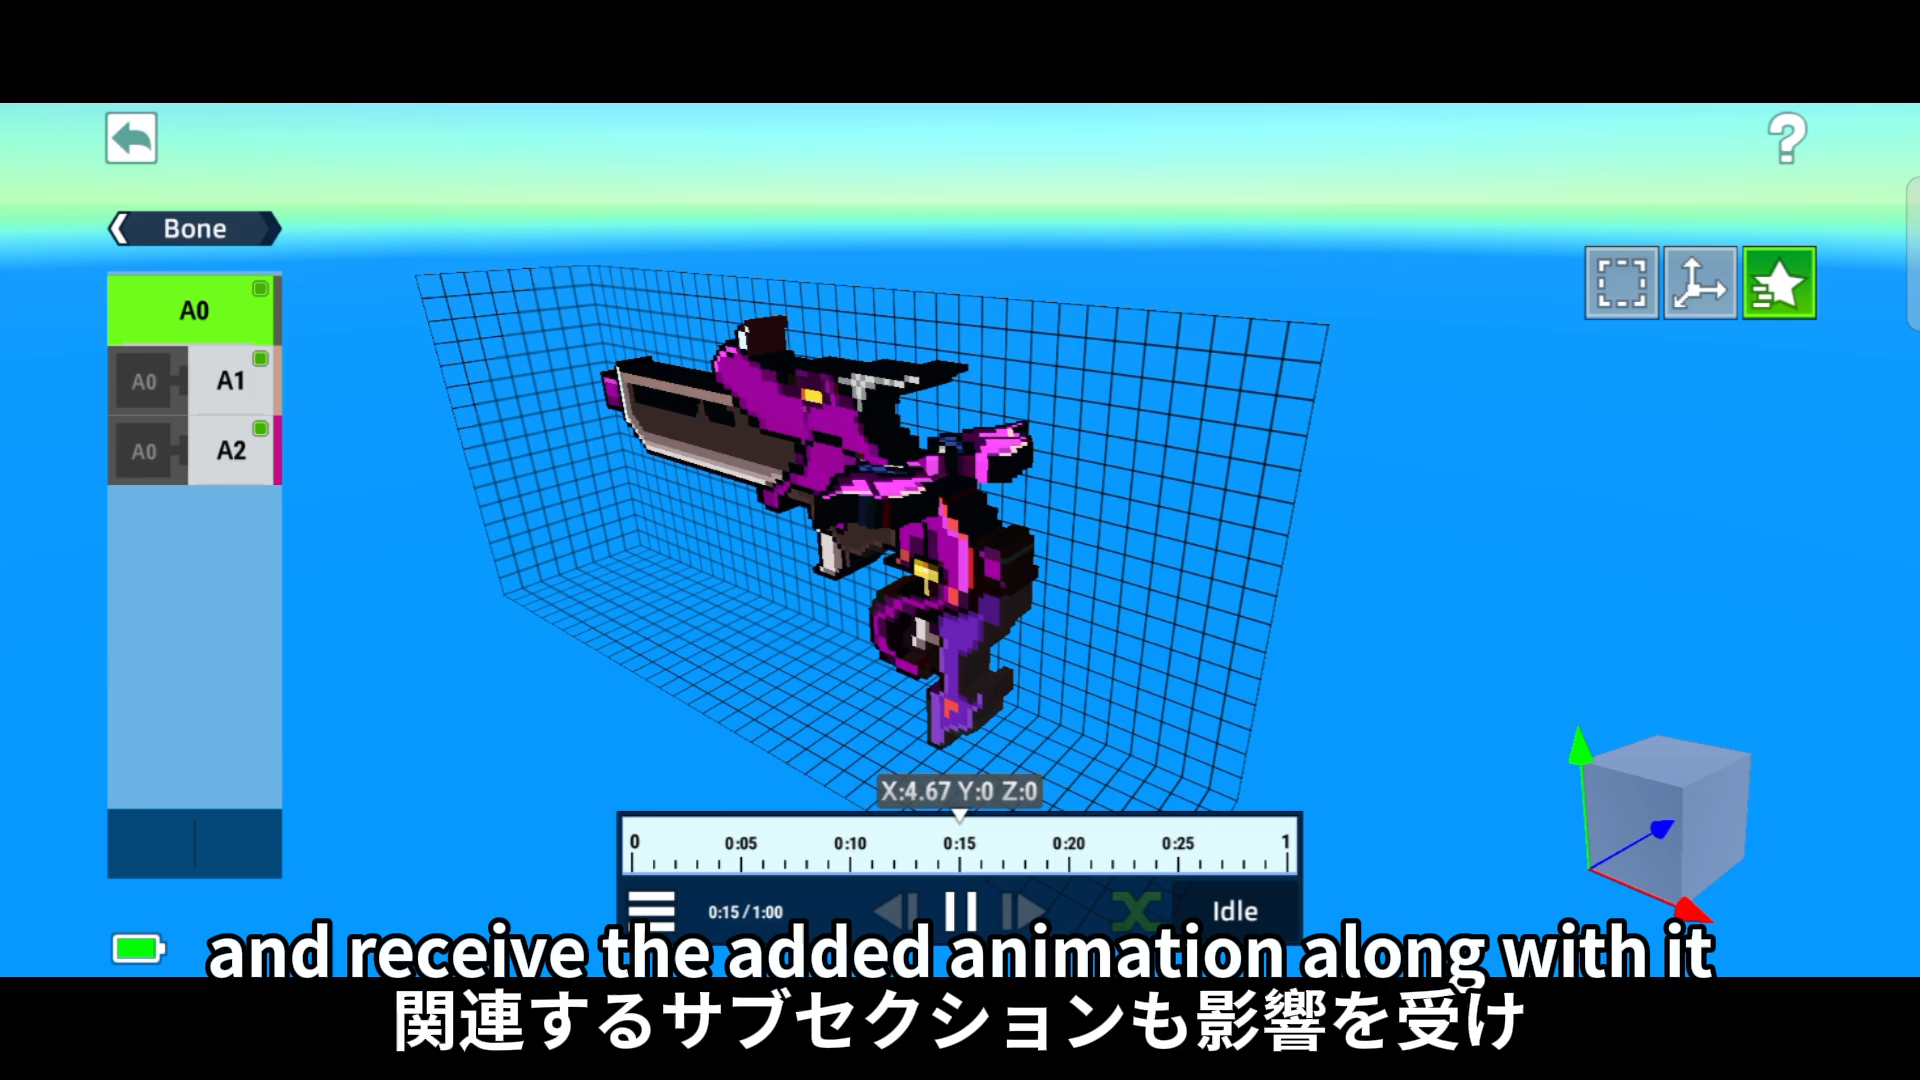 ?
Bone
A0
A0 A1
A0 A2
X:4.67 Y:0 Z:0
0 0:05 0:10 0:15 0:20 0:25 1
0:15 / 1:00 Idle
and receive the added animation along with it
関連するサブセクションも影響を受け